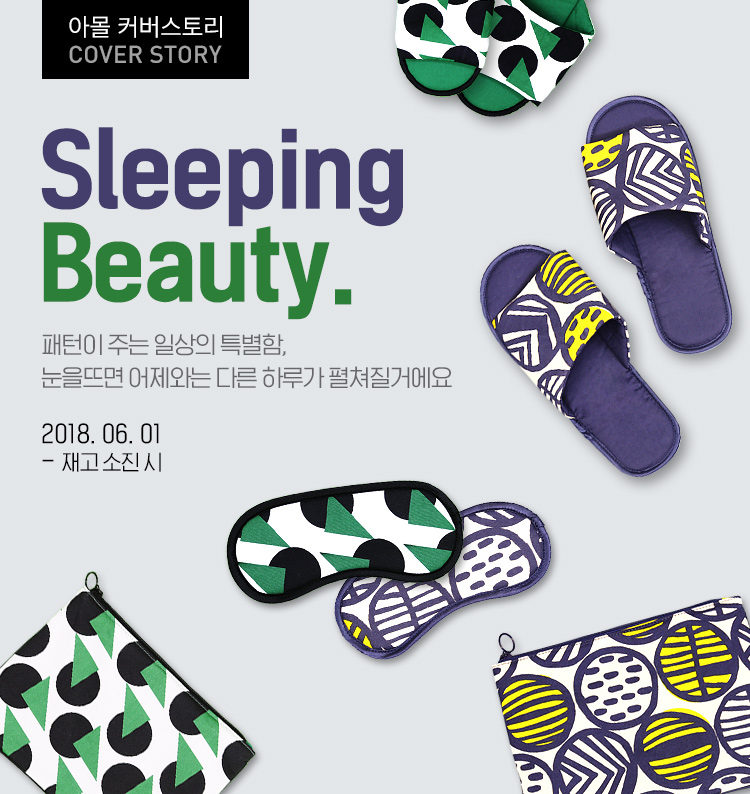 아몰 커버스토리
COVER STORY
Sleeping
Beauty.
패턴이 주는 일상의 특별함,
눈을뜨면 어제와는 다른 하루가 펼쳐질거에요
2018. 06. 01
- 재고 소진 시